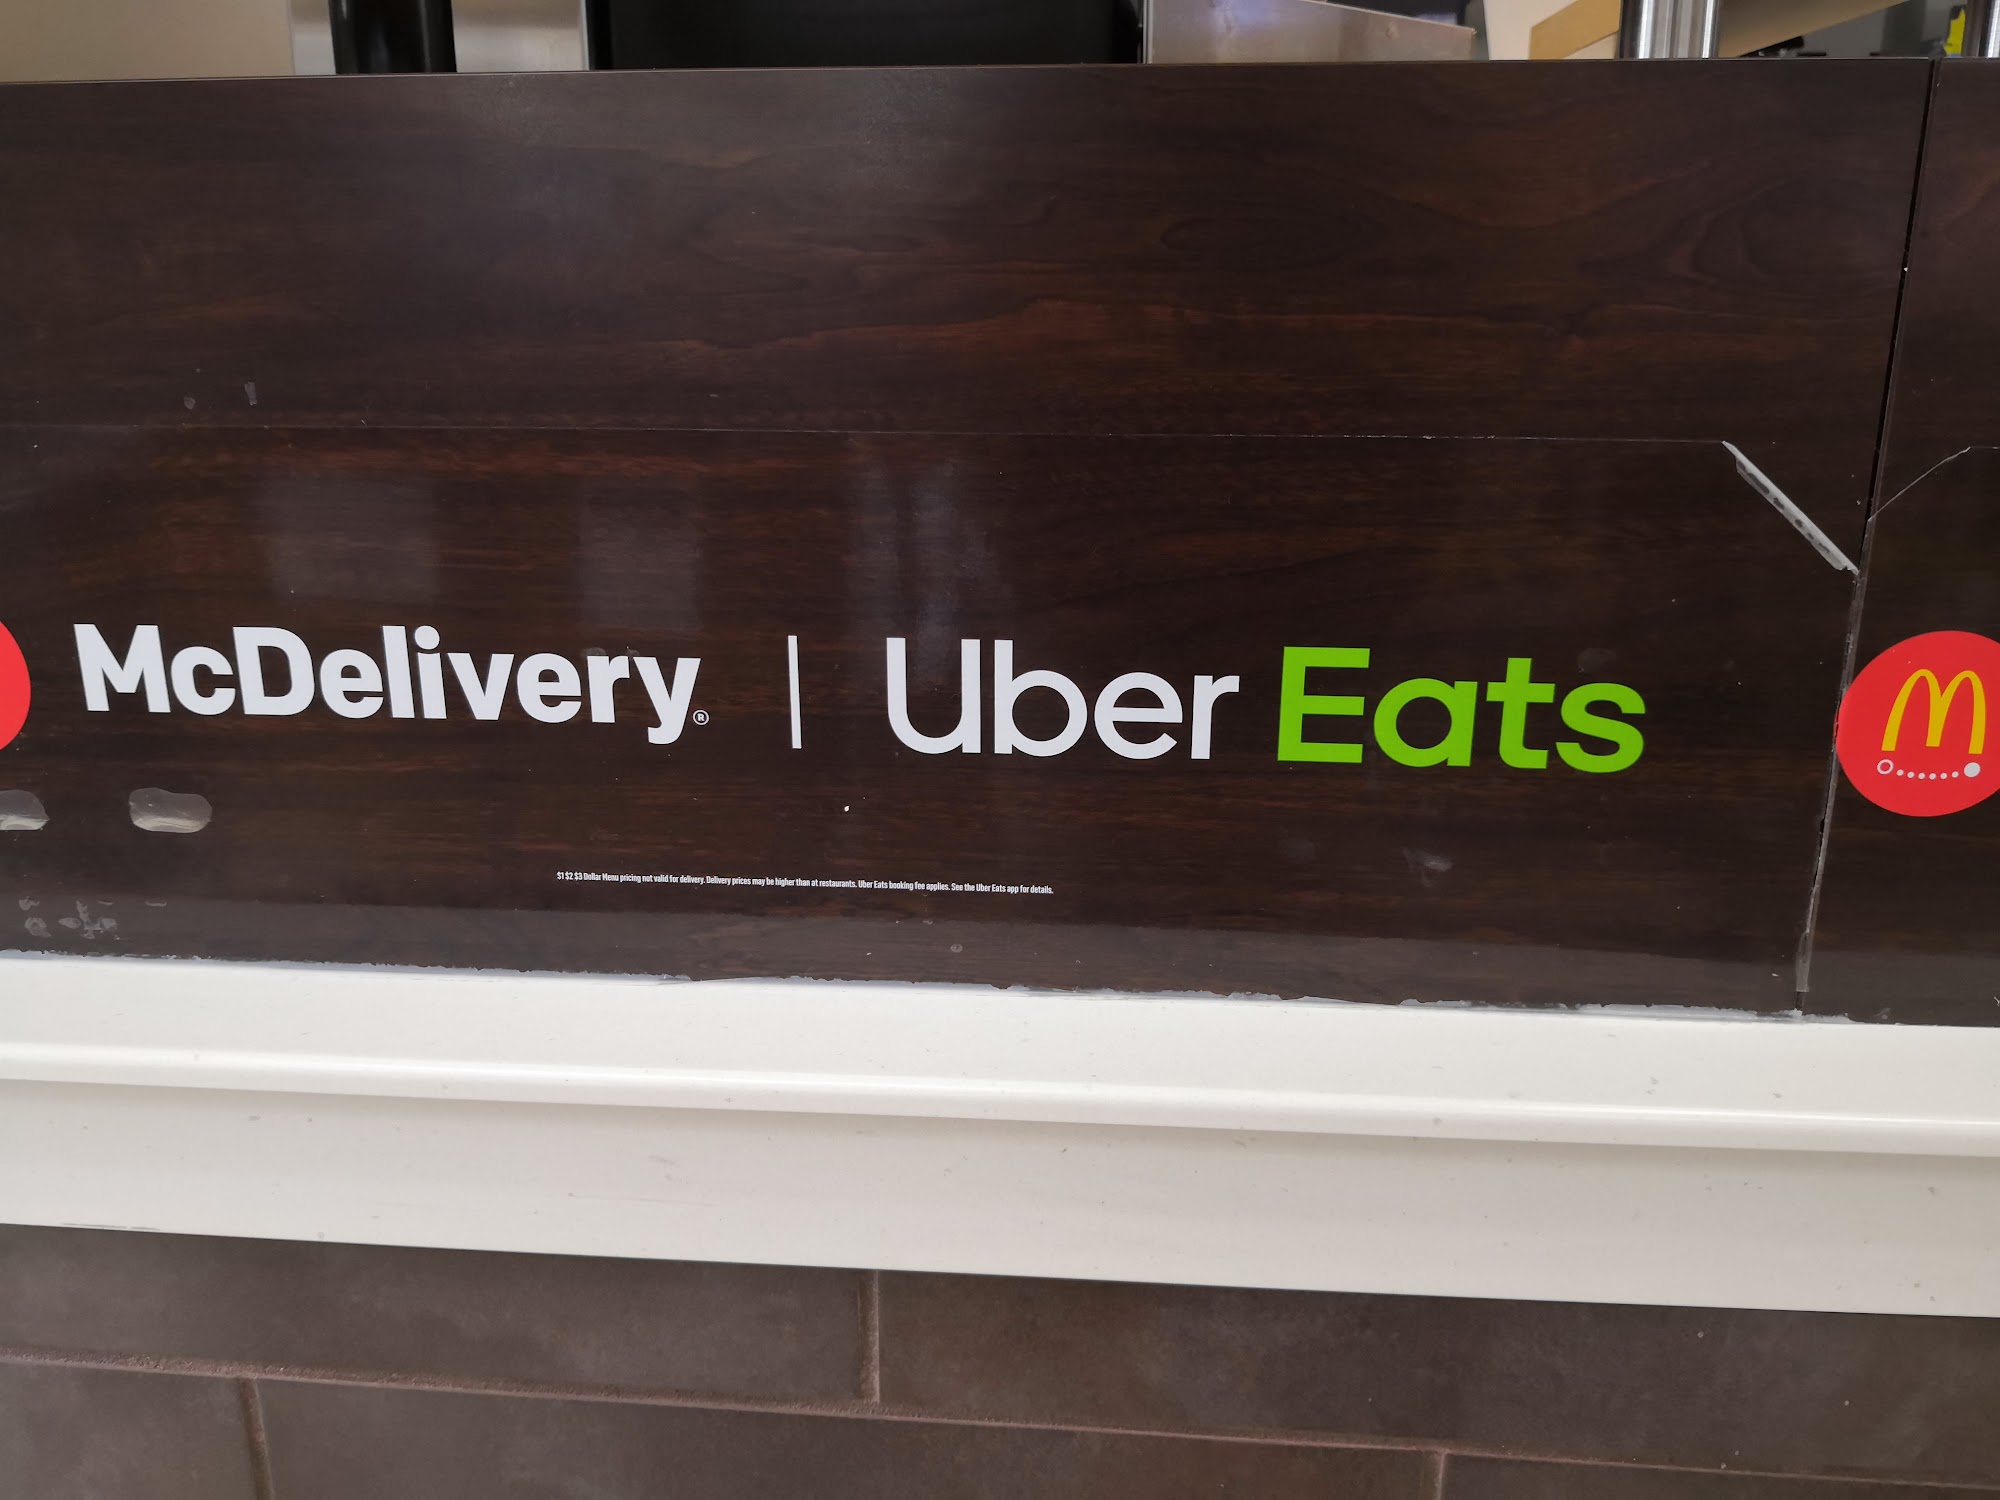 McDelivery® | Uber Eats
$1 $2 $3 Dollar Menu pricing not valid for delivery. Delivery prices may be higher than at restaurants. Uber Eats booking fee applies. See the Uber Eats app for details.